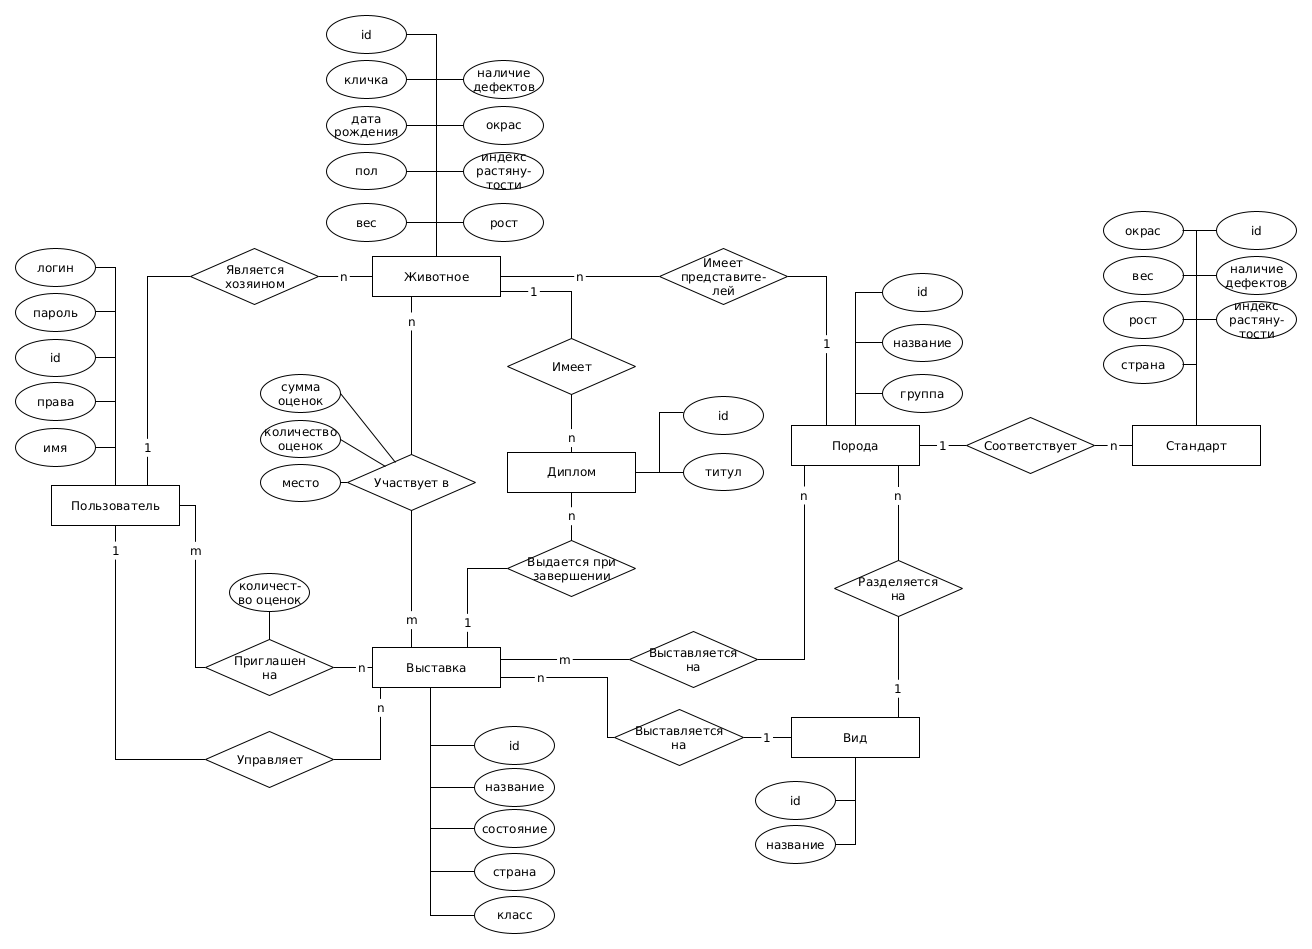 id
кличка
наличие
дефектов
дата
рождения
окрас
пол
индекс
растяну-
тости
вес
рост
Животное
Является
хозяином
n
n
Имеет
представите-
лей
1
n
1
логин
пароль
id
права
имя
Пользователь
1
1
m
сумма
оценок
количество
оценок
место
Участвует в
m
Имеет
n
Диплом
id
титул
n
Выдается при
завершении
1
id
название
группа
Порода
1
Соответствует
n
Стандарт
окрас
id
вес
наличие
дефектов
рост
индекс
растяну-
тости
страна
n
n
Разделяется
на
1
количест-
во оценок
Приглашен
на
n
Выставка
m
Выставляется
на
n
Выставляется
на
1
Вид
id
название
n
Управляет
id
название
состояние
страна
класс